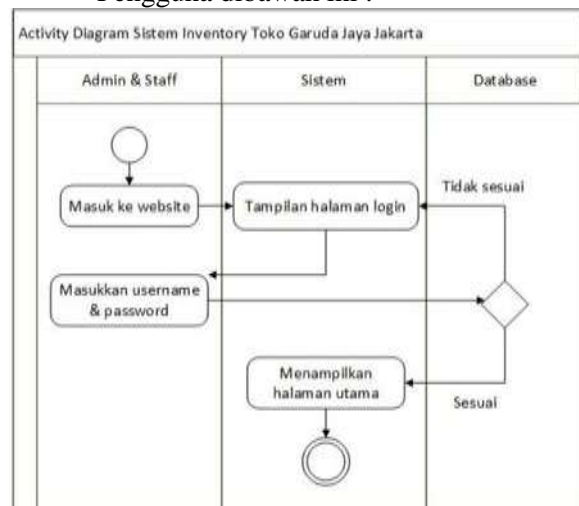 Pengguna dibawah ini :
Activity Diagram Sistem Inventory Toko Garuda Jaya Jakarta
Admin & Staff
Sistem
Database
Masuk ke website
Tampilan halaman login
Tidak sesuai
Masukkan username
& password
Menampilkan
halaman utama
Sesuai